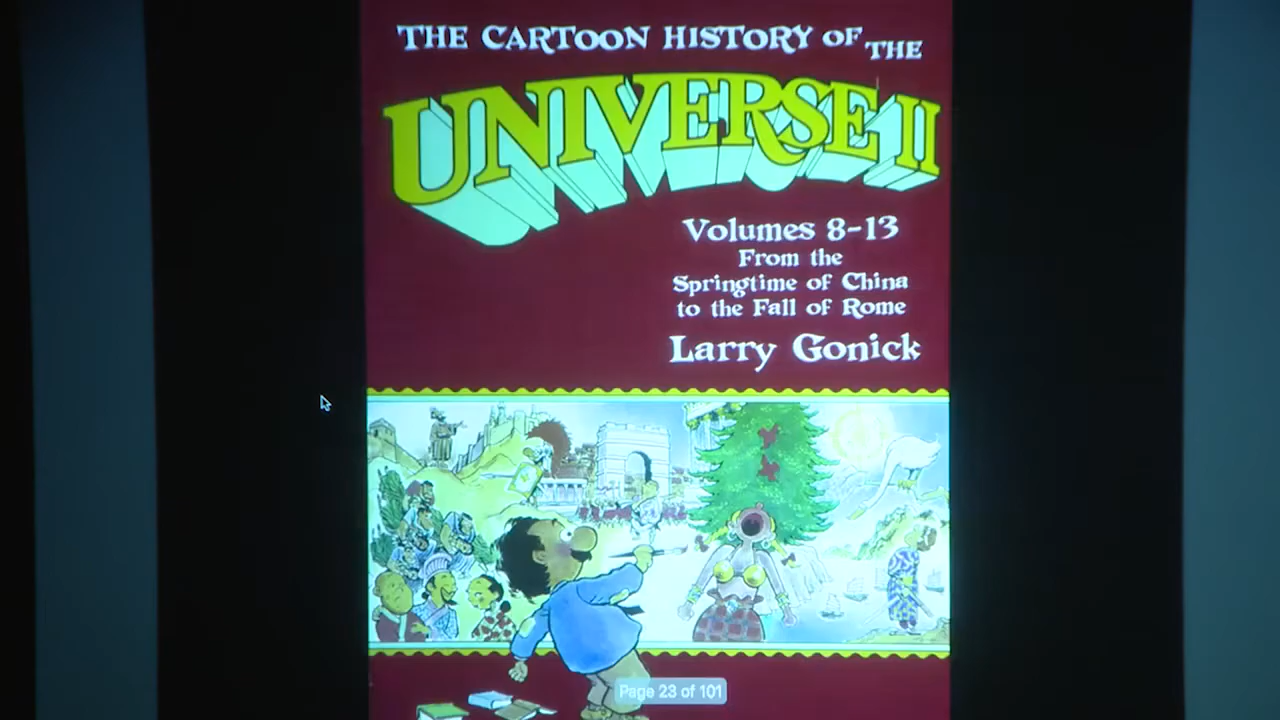 THE CARTOON HISTORY OF THE
UNIVERSE II
Volumes 8-13
From the
Springtime of China
to the Fall of Rome
Larry Gonick
Page 23 of 101